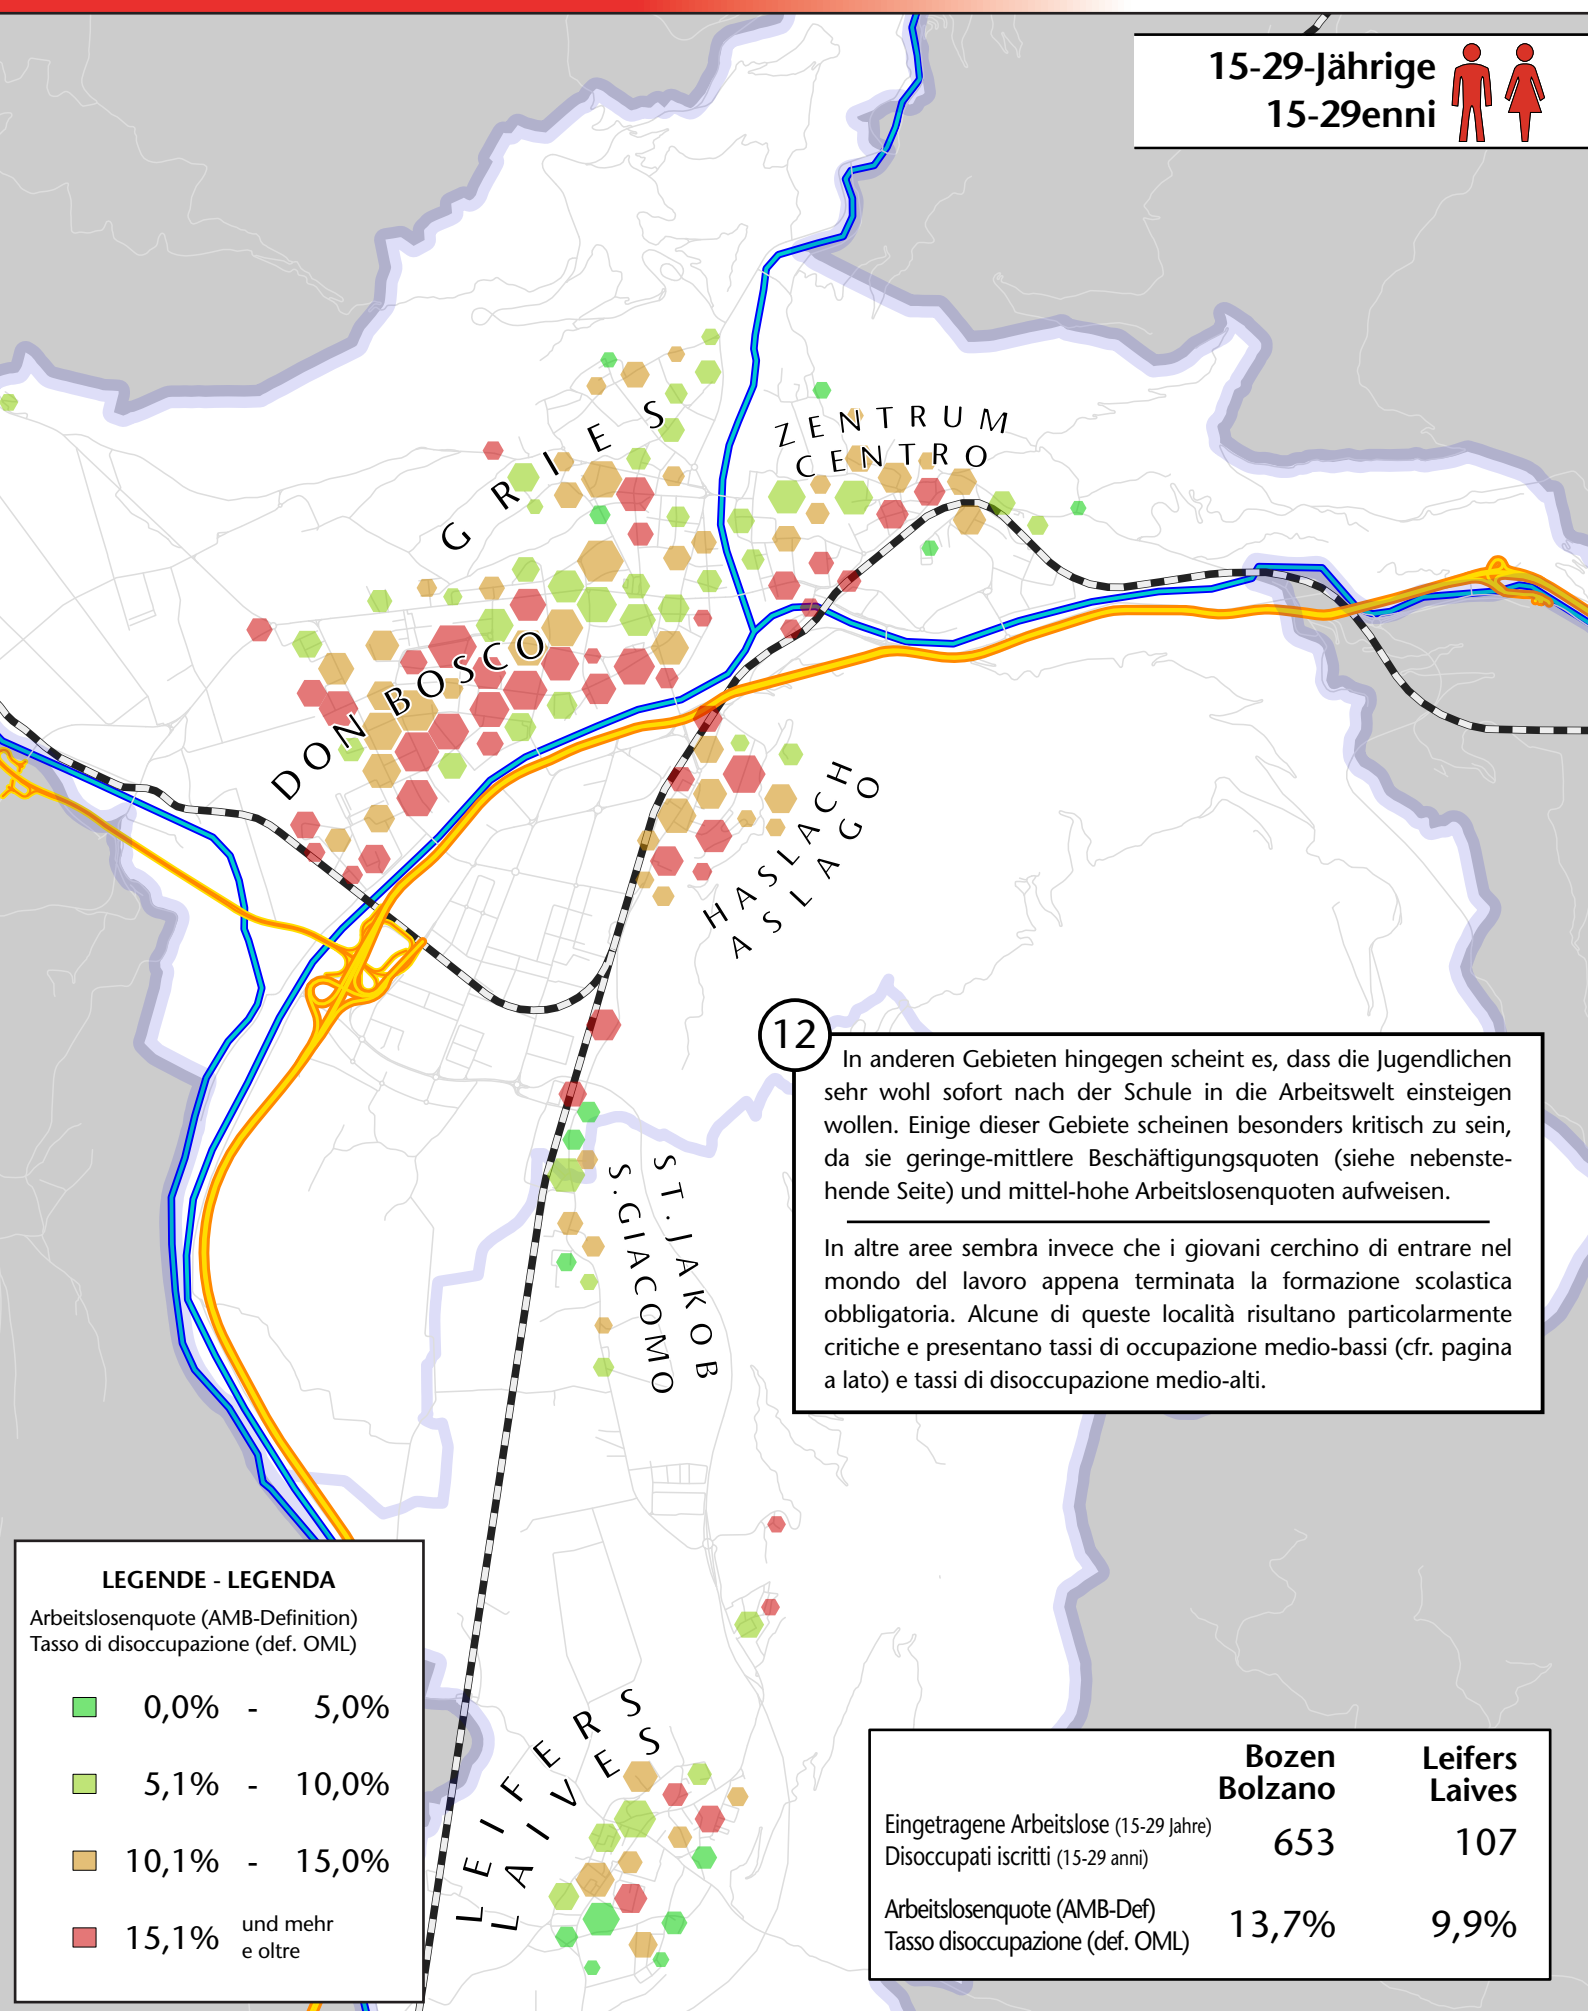 15-29-Jährige
15-29enni
GRIES
ZENTRUM
CENTRO
DON BOSCO
HASLACH
ASLAGO
12
In anderen Gebieten hingegen scheint es, dass die Jugendlichen
sehr wohl sofort nach der Schule in die Arbeitswelt einsteigen
wollen. Einige dieser Gebiete scheinen besonders kritisch zu sein,
da sie geringe-mittlere Beschäftigungsquoten (siehe nebenste-
hende Seite) und mittel-hohe Arbeitslosenquoten aufweisen.
In altre aree sembra invece che i giovani cerchino di entrare nel
mondo del lavoro appena terminata la formazione scolastica
obbligatoria. Alcune di queste località risultano particolarmente
critiche e presentano tassi di occupazione medio-bassi (cfr. pagina
a lato) e tassi di disoccupazione medio-alti.
ST.JAKOB
S.GIACOMO
LEIFERS
LAIVES
LEGENDE - LEGENDA
Arbeitslosenquote (AMB-Definition)
Tasso di disoccupazione (def. OML)
0,0% - 5,0%
5,1% - 10,0%
10,1% - 15,0%
15,1% und mehr
e oltre
Bozen Leifers
Bolzano Laives
Eingetragene Arbeitslose (15-29 Jahre)
Disoccupati iscritti (15-29 anni)
653 107
Arbeitslosenquote (AMB-Def)
Tasso disoccupazione (def. OML)
13,7% 9,9%